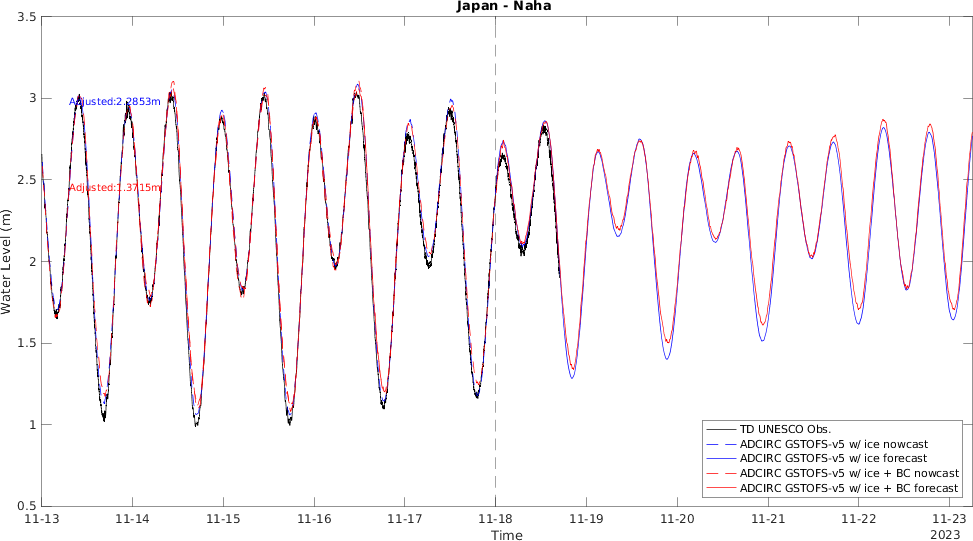 Japan - Naha
3.5
3
2.5
2
1.5
1
0.5
Water Level (m)
Adjusted:2.2853m
Adjusted:1.3715m
TD UNESCO Obs.
ADCIRC GSTOFS-v5 w/ ice nowcast
ADCIRC GSTOFS-v5 w/ ice forecast
ADCIRC GSTOFS-v5 w/ ice + BC nowcast
ADCIRC GSTOFS-v5 w/ ice + BC forecast
11-13 11-14 11-15 11-16 11-17 11-18 11-19 11-20 11-21 11-22 11-23
Time 2023